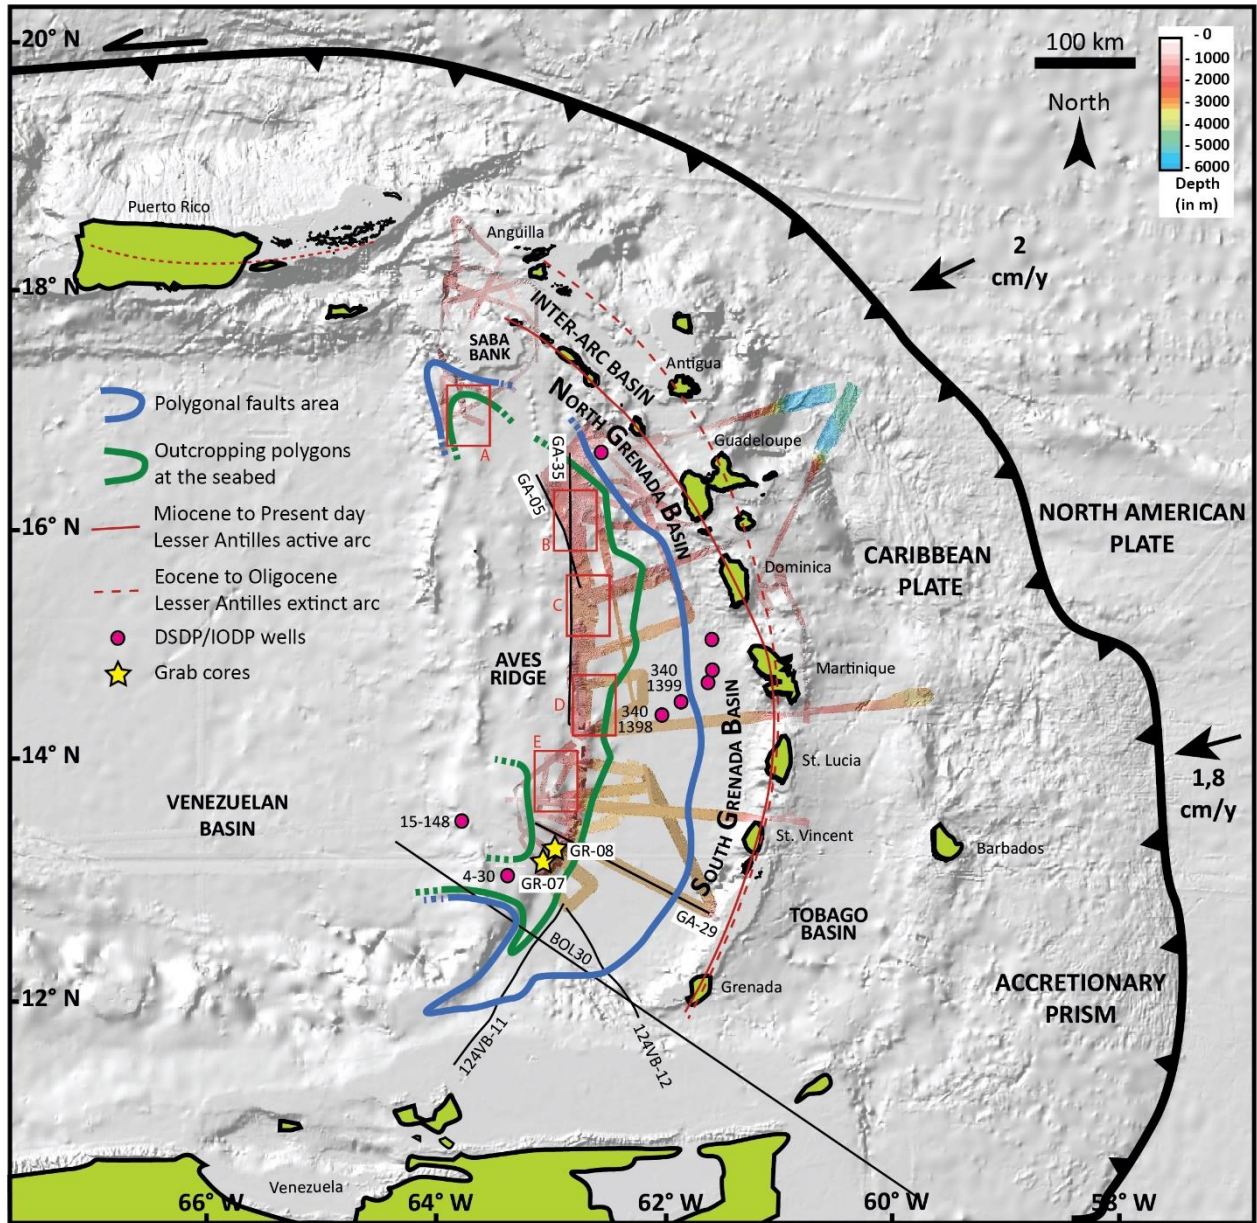 20° N
100 km
North
- 0
- 1000
- 2000
- 3000
- 4000
- 5000
- 6000
Depth
(in m)
Puerto Rico
Anguilla
2
cm/y
18° N
INTER-ARC BASIN
SABA
BANK
Antigua
Polygonal faults area
Outcropping polygons
at the seabed
Miocene to Present day
Lesser Antilles active arc
Eocene to Oligocene
Lesser Antilles extinct arc
DSDP/IODP wells
Grab cores
A
NORTH GRENADA BASIN
Guadeloupe
GA-35
GA-05
16° N
B
NORTH AMERICAN
PLATE
CARIBBEAN
PLATE
Dominica
C
AVES
RIDGE
340
1399
Martinique
D
340
1398
14° N
E
St. Lucia
SOUTH GRENADA BASIN
1,8
cm/y
VENEZUELAN
BASIN
15-148
St. Vincent
Barbados
GR-08
4-30
GR-07
GA-29
TOBAGO
BASIN
BOL30
12° N
Grenada
ACCRETIONARY
PRISM
124VB-11
124VB-12
Venezuela
66° W
64° W
62° W
60° W
58° W